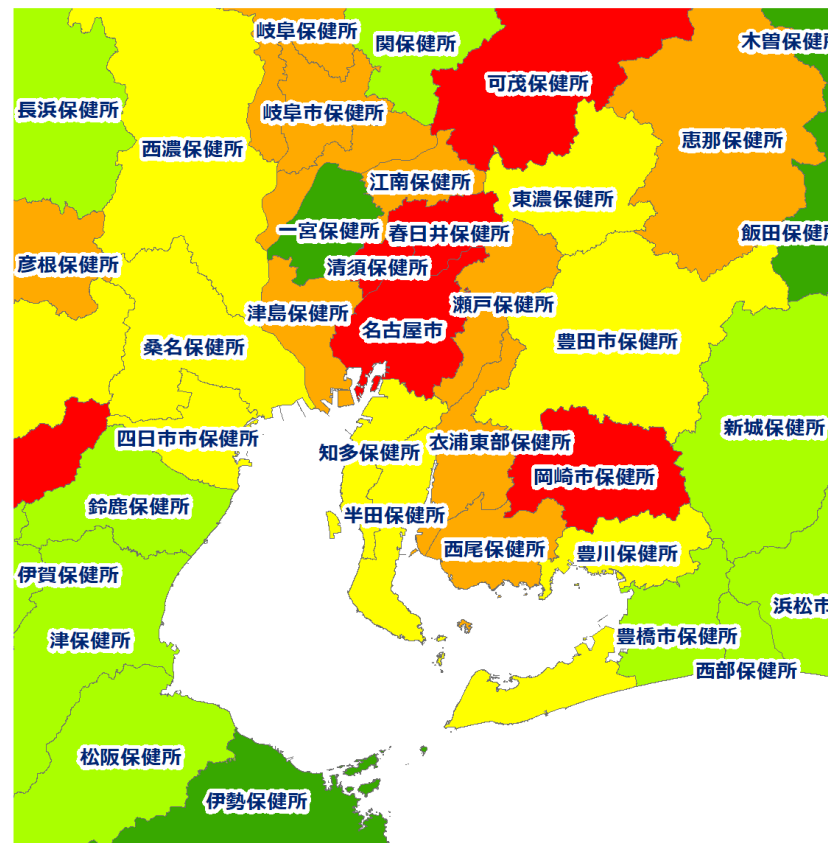 岐阜保健所
関保健所
木曽保健
可茂保健所
長浜保健所
岐阜市保健所
西濃保健所
恵那保健所
江南保健所
東濃保健所
一宮保健所
春日井保健所
飯田保健
彦根保健所
清須保健所
津島保健所
瀬戸保健所
名古屋市
桑名保健所
豊田市保健所
新城保健所
四日市市保健所
衣浦東部保健所
知多保健所
岡崎市保健所
鈴鹿保健所
半田保健所
西尾保健所
豊川保健所
伊賀保健所
浜松市
津保健所
豊橋市保健所
西部保健所
松阪保健所
伊勢保健所